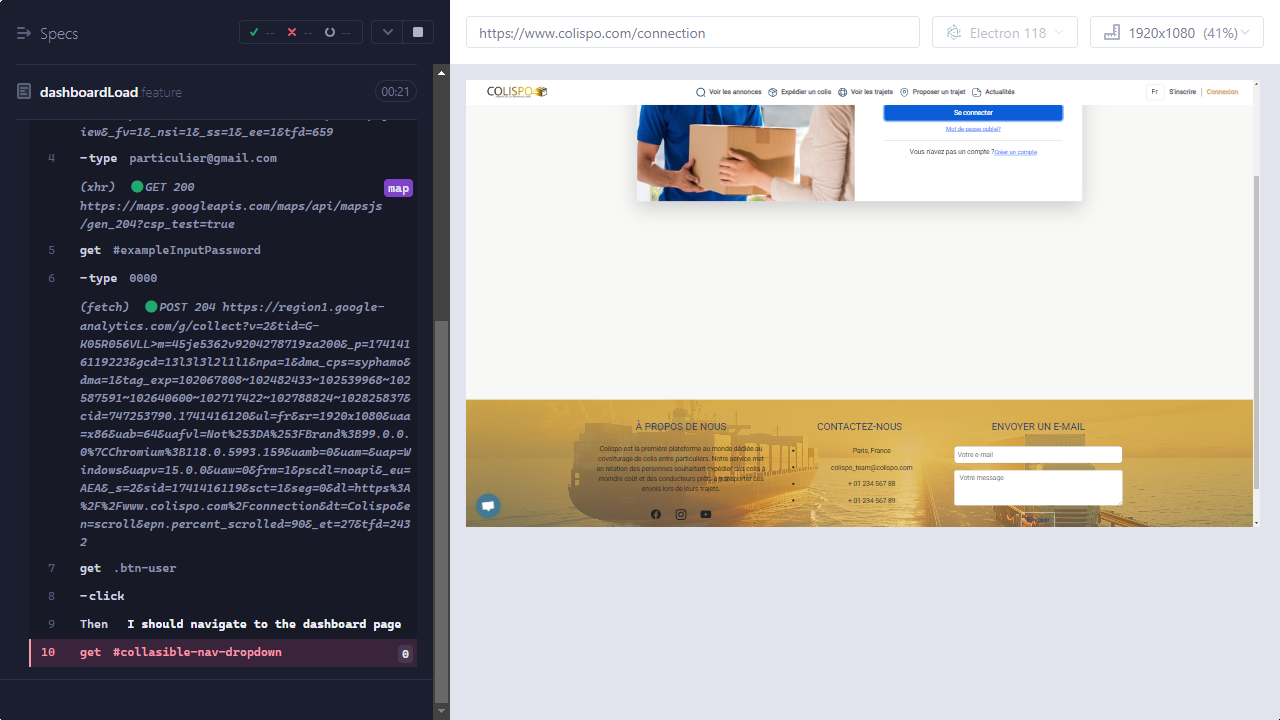 Specs
--
--
--
dashboardLoad feature
00:21
iew&_fv=1&_nsi=1&_ss=1&_ee=1&tfd=659
4 -type particulier@gmail.com
(xhr) GET 200
https://maps.googleapis.com/maps/api/mapsjs
/gen_204?csp_test=true
map
5 get #exampleInputPassword
6 -type 0000
(fetch) POST 204 https://region1.google-
analytics.com/g/collect?v=2&tid=G-
K05R056VLL>m=45je5362v9204278719za200&_p=174141
6119223&gcd=13l3l3l2l1l1&npa=1&dma_cps=syphamo&
dma=1&tag_exp=102067808~102482433~102539968~102
587591~102640600~102717422~102788824~102825837&
cid=747253790.1741416120&ul=fr&sr=1920x1080&uaa
=x86&uab=64&uafvl=Not%253DA%253FBrand%3B99.0.0.
0%7CChromium%3B118.0.5993.159&uamb=0&uam=&uap=W
indows&uapv=15.0.0&uaw=0&frm=1&pscdl=noapi&_eu=
AEA&_s=2&sid=1741416119&sct=1&seg=0&dl=https%3A
%2F%2Fwww.colispo.com%2Fconnection&dt=Colispo&e
n=scroll&epn.percent_scrolled=90&_et=27&tfd=243
2
7 get .btn-user
8 -click
9 Then I should navigate to the dashboard page
10 get #collasible-nav-dropdown 0
https://www.colispo.com/connection
Electron 118
1920x1080 (41%)
COLISPO
Voir les annonces
Expédier un colis
Voir les trajets
Proposer un trajet
Actualités
Fr
S'inscrire
|
Connexion
Se connecter
Mot de passe oublié?
Vous n'avez pas un compte ?Créer un compte
À PROPOS DE NOUS
Colispo est la première plateforme au monde dédiée au
covoiturage de colis entre particuliers. Notre service met
en relation des personnes souhaitant expédier des colis à
moindre coût et des conducteurs prêts à transporter ces
envois lors de leurs trajets.
CONTACTEZ-NOUS
Paris, France
colispo_team@colispo.com
+ 01 234 567 88
+ 01 234 567 89
ENVOYER UN E-MAIL
Votre e-mail
Votre message